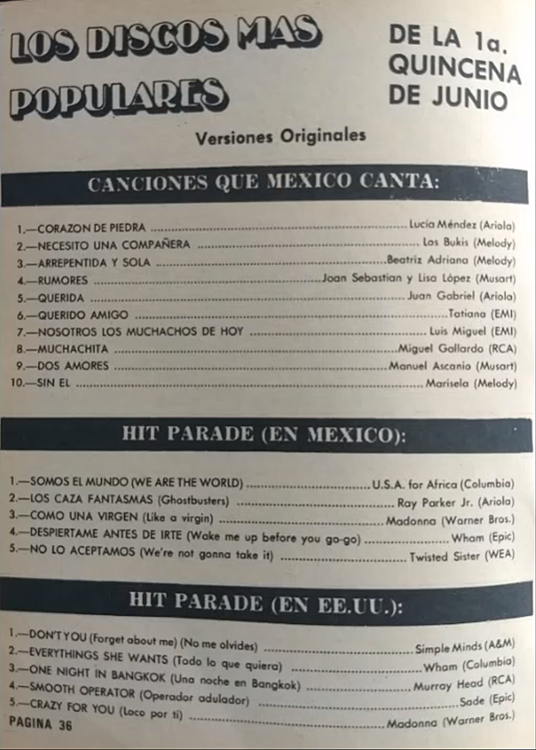 LOS DISCOS MAS
POPULARES
DE LA 1a.
QUINCENA
DE JUNIO
Versiones Originales
CANCIONES QUE MEXICO CANTA:
1.—CORAZON DE PIEDRA ........ Lucía Méndez (Ariola)
2.—NECESITO UNA COMPAÑERA ........ Los Bukis (Melody)
3.—ARREPENTIDA Y SOLA ........ Beatriz Adriana (Melody)
4.—RUMORES ........ Joan Sebastian y Lisa López (Musart)
5.—QUERIDA ........ Juan Gabriel (Ariola)
6.—QUERIDO AMIGO ........ Tatiana (EMI)
7.—NOSOTROS LOS MUCHACHOS DE HOY ........ Luis Miguel (EMI)
8.—MUCHACHITA ........ Miguel Gallardo (RCA)
9.—DOS AMORES ........ Manuel Ascanio (Musart)
10.—SIN EL ........ Marisela (Melody)
HIT PARADE (EN MEXICO):
1.—SOMOS EL MUNDO (WE ARE THE WORLD) ........ U.S.A. for Africa (Columbia)
2.—LOS CAZA FANTASMAS (Ghostbusters) ........ Ray Parker Jr. (Ariola)
3.—COMO UNA VIRGEN (Like a virgin) ........ Madonna (Warner Bros.)
4.—DESPIERTAME ANTES DE IRTE (Wake me up before you go-go) ........ Wham (Epic)
5.—NO LO ACEPTAMOS (We're not gonna take it) ........ Twisted Sister (WEA)
HIT PARADE (EN EE.UU.):
1.—DON'T YOU (Forget about me) (No me olvides) ........ Simple Minds (A&M)
2.—EVERYTHINGS SHE WANTS (Todo lo que quiera) ........ Wham (Columbia)
3.—ONE NIGHT IN BANGKOK (Una noche en Bangkok) ........ Murray Head (RCA)
4.—SMOOTH OPERATOR (Operador adulador) ........ Sade (Epic)
5.—CRAZY FOR YOU (Loco por ti) ........ Madonna (Warner Bros.)
PAGINA 36